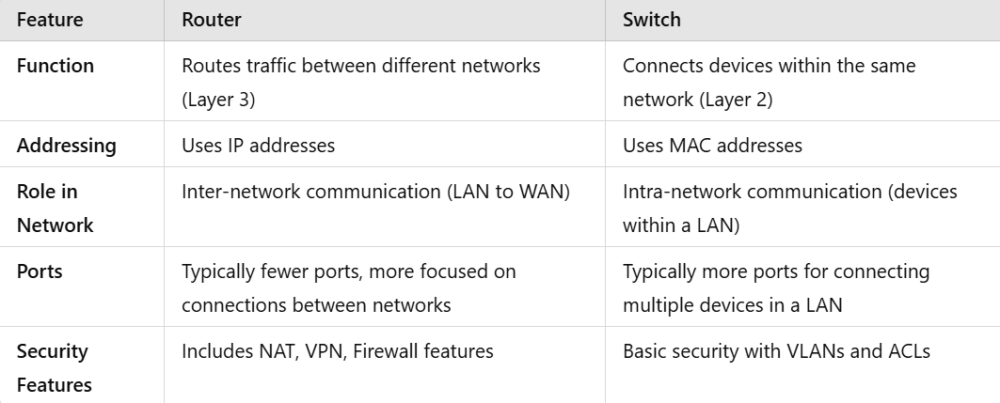 Feature Router Switch
Function Routes traffic between different networks Connects devices within the same
(Layer 3) network (Layer 2)
Addressing Uses IP addresses Uses MAC addresses
Role in Inter-network communication (LAN to WAN) Intra-network communication (devices
Network within a LAN)
Ports Typically fewer ports, more focused on Typically more ports for connecting
connections between networks multiple devices in a LAN
Security Includes NAT, VPN, Firewall features Basic security with VLANs and ACLs
Features